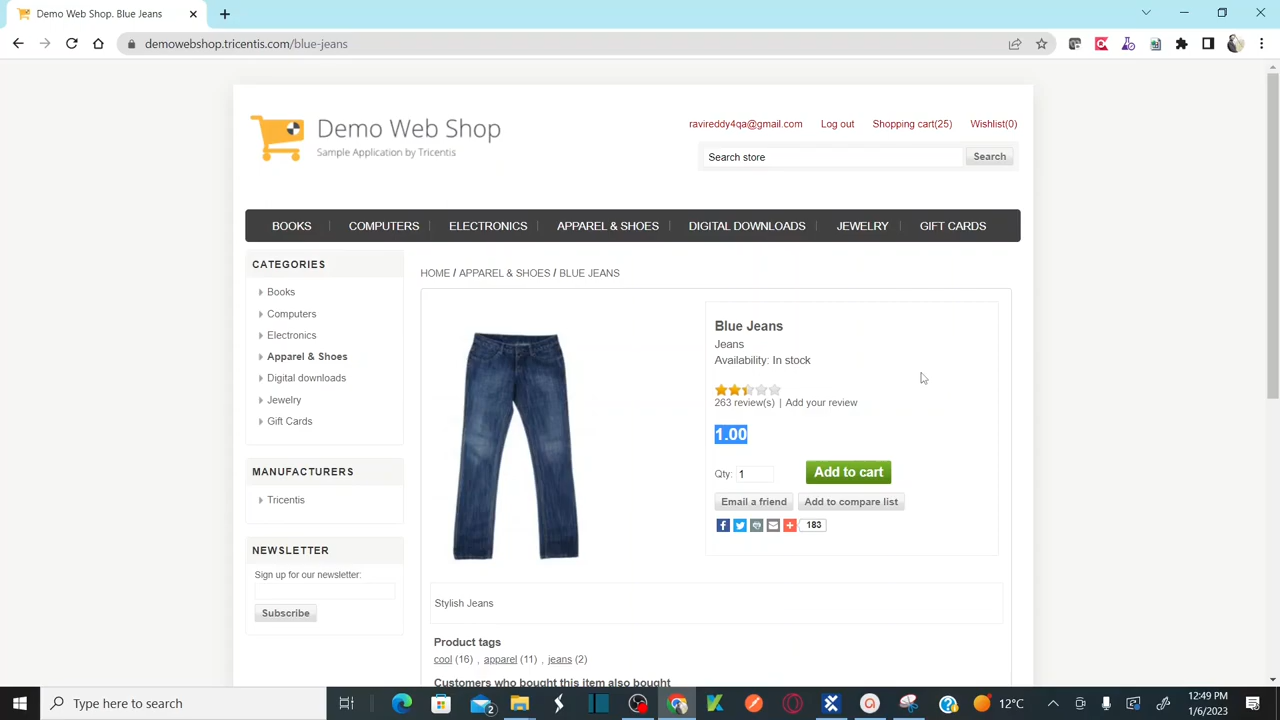 Demo Web Shop. Blue Jeans
demowebshop.tricentis.com/blue-jeans
Demo Web Shop
Sample Application by Tricentis
ravireddy4qa@gmail.com Log out Shopping cart(25) Wishlist(0)
Search store Search
BOOKS COMPUTERS ELECTRONICS APPAREL & SHOES DIGITAL DOWNLOADS JEWELRY GIFT CARDS
CATEGORIES
Books
Computers
Electronics
Apparel & Shoes
Digital downloads
Jewelry
Gift Cards
MANUFACTURERS
Tricentis
NEWSLETTER
Sign up for our newsletter:
Subscribe
HOME / APPAREL & SHOES / BLUE JEANS
Blue Jeans
Jeans
Availability: In stock
263 review(s) | Add your review
1.00
Qty: 1 Add to cart
Email a friend Add to compare list
183
Stylish Jeans
Product tags
cool (16) , apparel (11) , jeans (2)
Customers who bought this item also bought
Type here to search
2
12°C
12:49 PM
1/6/2023